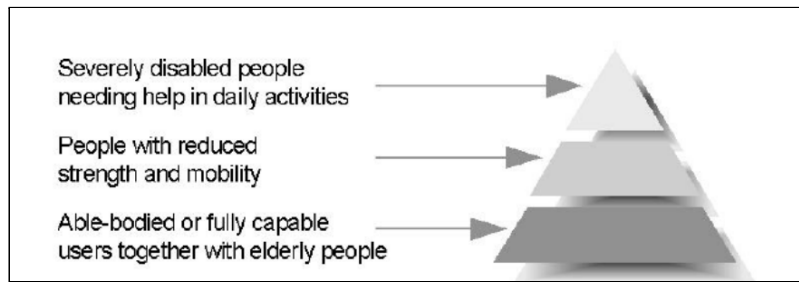 Severely disabled people
needing help in daily activities
People with reduced
strength and mobility
Able-bodied or fully capable
users together with elderly people